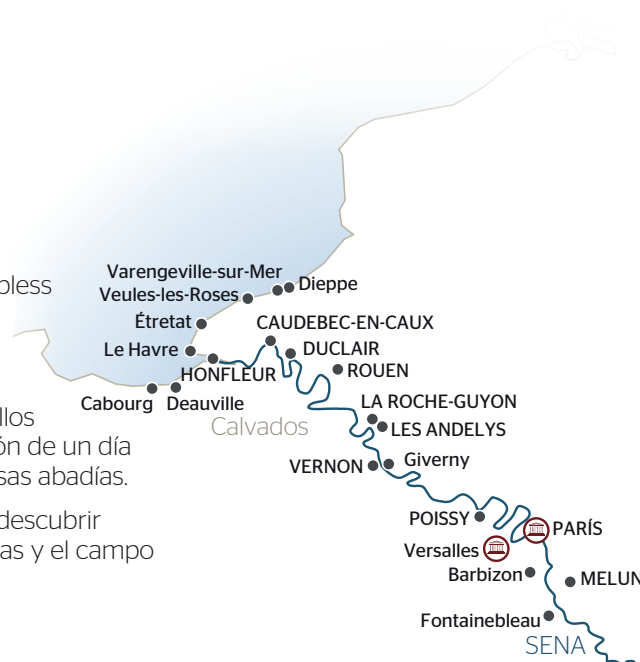 Varengeville-sur-Mer
Dieppe
bless
Veules-les-Roses
Étretat
CAUDEBEC-EN-CAUX
Le Havre
DUCLAIR
HONFLEUR
ROUEN
Cabourg
Deauville
LA ROCHE-GUYON
llos
Calvados
LES ANDELYS
ón de un día
VERNON
Giverny
sas abadías.
POISSY
descubrir
PARÍS
as y el campo
Versalles
Barbizon
MELUN
Fontainebleau
SENA